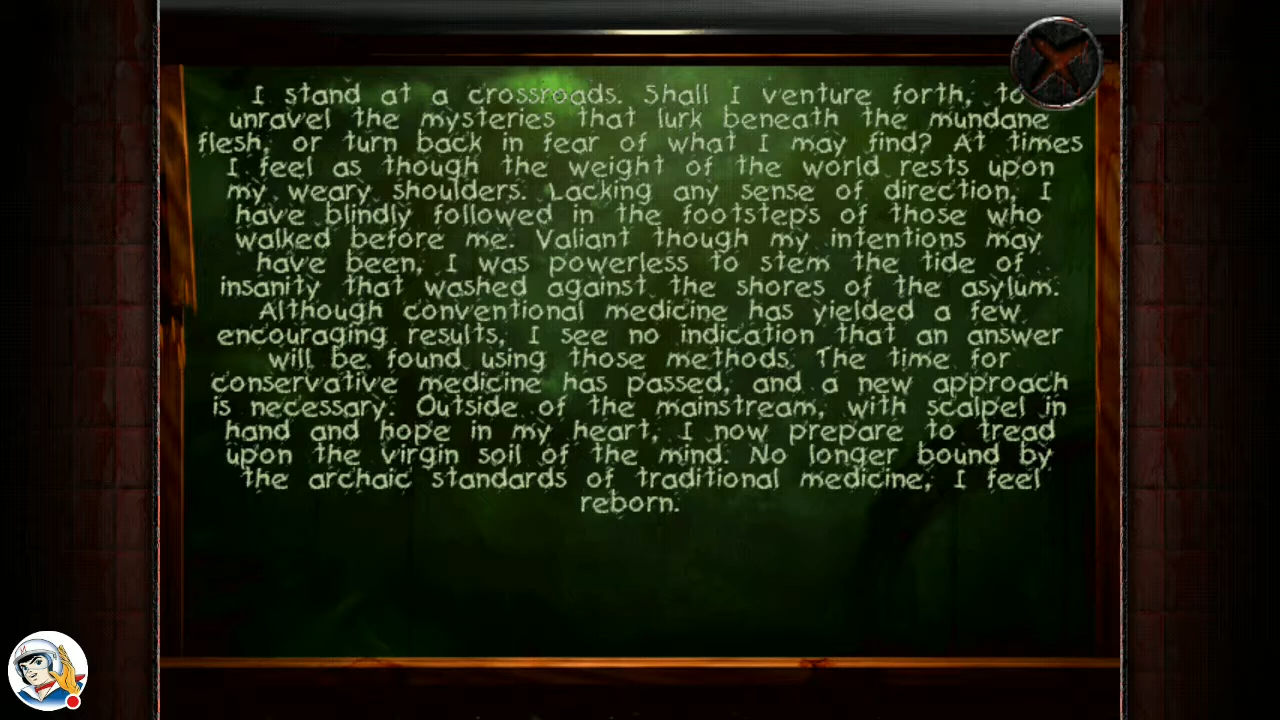 I stand at a crossroads. Shall I venture forth, to
unravel the mysteries that lurk beneath the mundane
flesh, or turn back in fear of what I may find? At times
I feel as though the weight of the world rests upon
my weary shoulders. Lacking any sense of direction, I
have blindly followed in the footsteps of those who
walked before me. Valiant though my intentions may
have been, I was powerless to stem the tide of
insanity that washed against the shores of the asylum.
Although conventional medicine has yielded a few
encouraging results, I see no indication that an answer
will be found using those methods. The time for
conservative medicine has passed, and a new approach
is necessary. Outside of the mainstream, with scalpel in
hand and hope in my heart, I now prepare to tread
upon the virgin soil of the mind. No longer bound by
the archaic standards of traditional medicine, I feel
reborn.